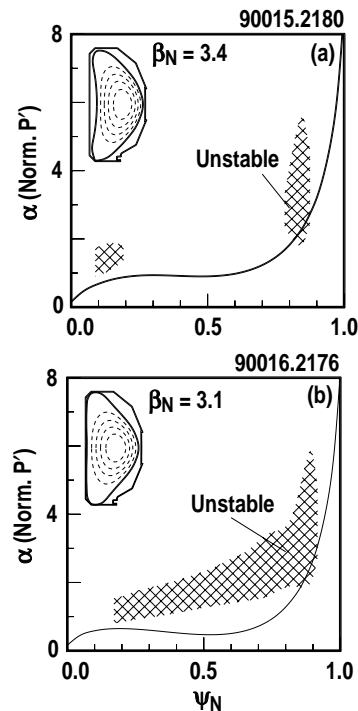 90015.2180
8
β_N = 3.4
(a)
Unstable
α (Norm. P′)
4
0
0.0
0.5
1.0
90016.2176
8
β_N = 3.1
(b)
Unstable
α (Norm. P′)
4
0
0.0
0.5
1.0
Ψ_N